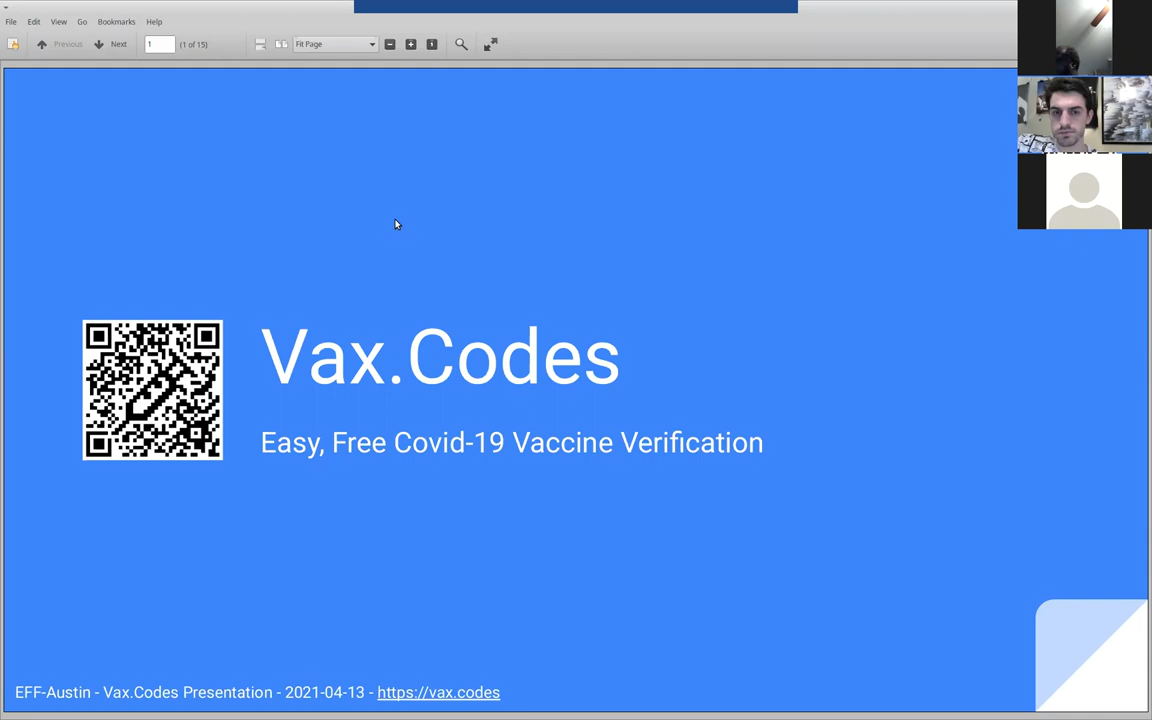 File Edit View Go Bookmarks Help
Previous Next 1 (1 of 15) Fit Page
Vax.Codes
Easy, Free Covid-19 Vaccine Verification
EFF-Austin - Vax.Codes Presentation - 2021-04-13 - https://vax.codes